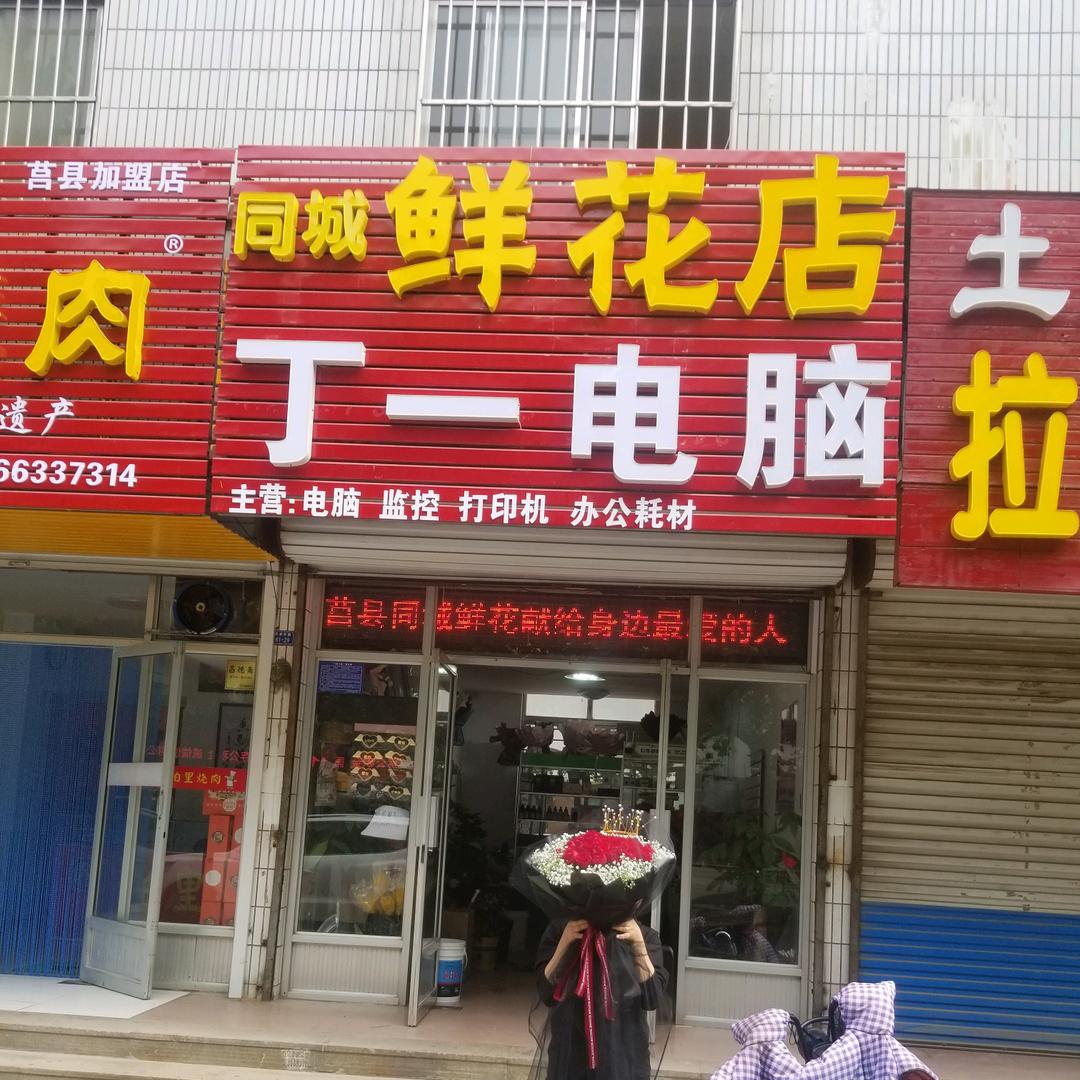 莒县加盟店
®
肉
遗产
66337314
同城鲜花店
丁一电脑
主营:电脑 监控 打印机 办公耗材
土
拉
莒县同城鲜花献给身边最爱的人
柏里烧肉